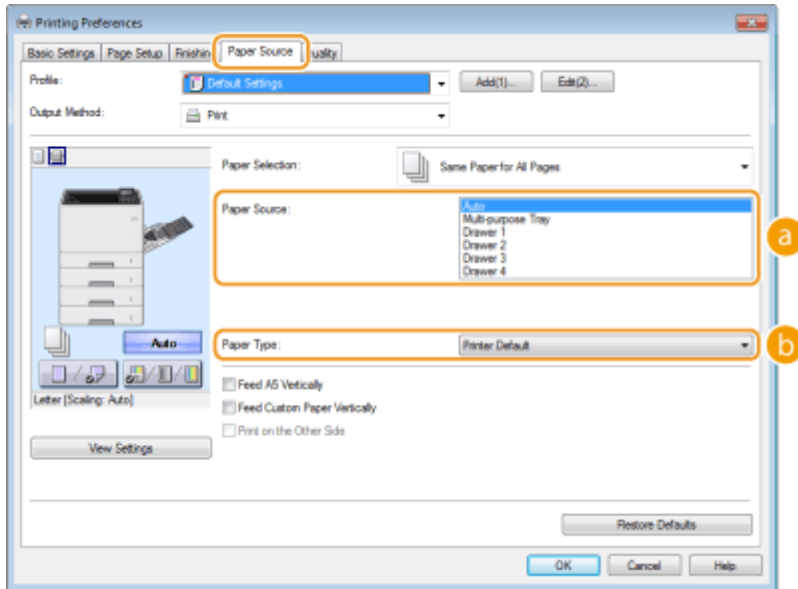 Printing Preferences
Basic Settings Page Setup Finishin Paper Source uality
Profile: Default Settings Add(1)... Edit(2)...
Output Method: Print
Paper Selection: Same Paper for All Pages
Paper Source: Auto
Multi-purpose Tray
Drawer 1
Drawer 2
Drawer 3
Drawer 4
a
Auto
Paper Type: Printer Default
b
Feed A5 Vertically
Letter [Scaling: Auto]
Feed Custom Paper Vertically
Print on the Other Side
View Settings
Restore Defaults
OK Cancel Help